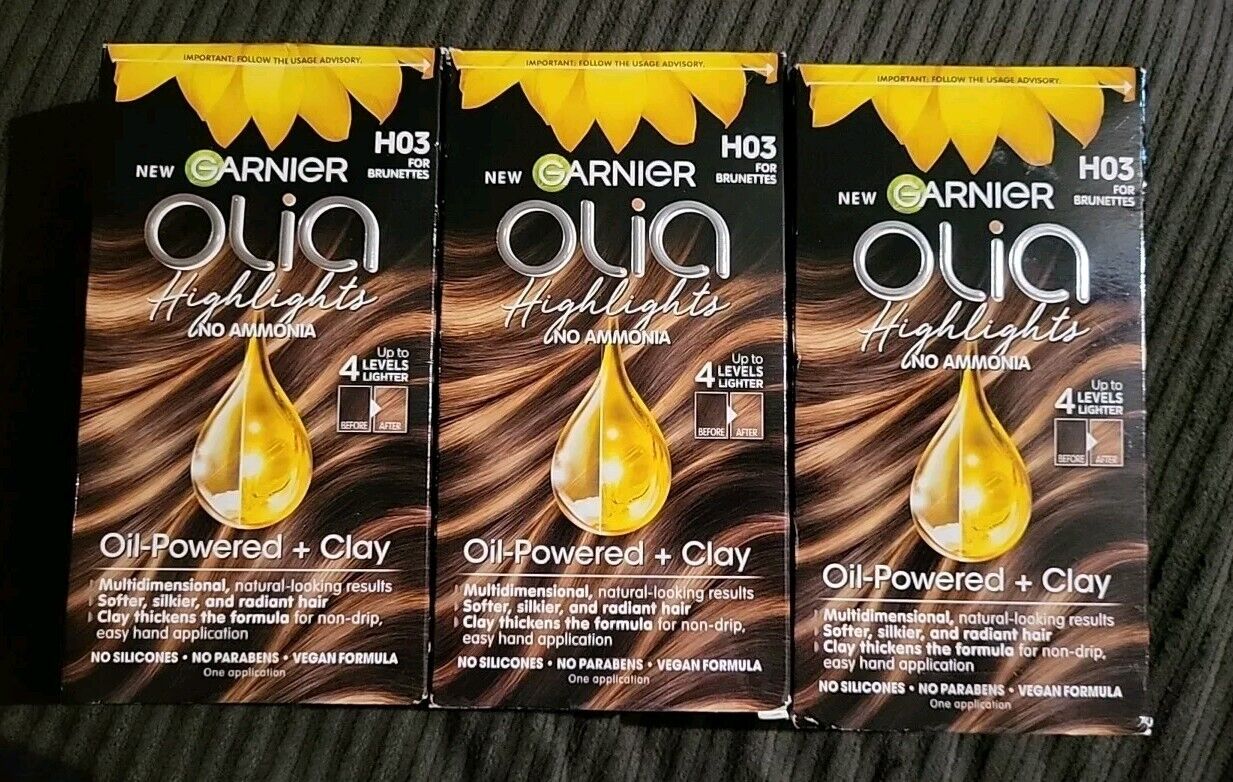 IMPORTANT: FOLLOW THE USAGE ADVISORY.
H03
FOR
BRUNETTES
NEW GARNIER
OLiA
Highlights
NO AMMONIA
Up to
4 LEVELS
LIGHTER
BEFORE AFTER
Oil-Powered + Clay
Multidimensional, natural-looking results
Softer, silkier, and radiant hair
Clay thickens the formula for non-drip,
easy hand application
NO SILICONES • NO PARABENS • VEGAN FORMULA
One application
IMPORTANT: FOLLOW THE USAGE ADVISORY.
H03
FOR
BRUNETTES
NEW GARNIER
OLiA
Highlights
NO AMMONIA
Up to
4 LEVELS
LIGHTER
BEFORE AFTER
Oil-Powered + Clay
Multidimensional, natural-looking results
Softer, silkier, and radiant hair
Clay thickens the formula for non-drip,
easy hand application
NO SILICONES • NO PARABENS • VEGAN FORMULA
One application
IMPORTANT: FOLLOW THE USAGE ADVISORY.
H03
FOR
BRUNETTES
NEW GARNIER
OLiA
Highlights
NO AMMONIA
Up to
4 LEVELS
LIGHTER
BEFORE AFTER
Oil-Powered + Clay
Multidimensional, natural-looking results
Softer, silkier, and radiant hair
Clay thickens the formula for non-drip,
easy hand application
NO SILICONES • NO PARABENS • VEGAN FORMULA
One application